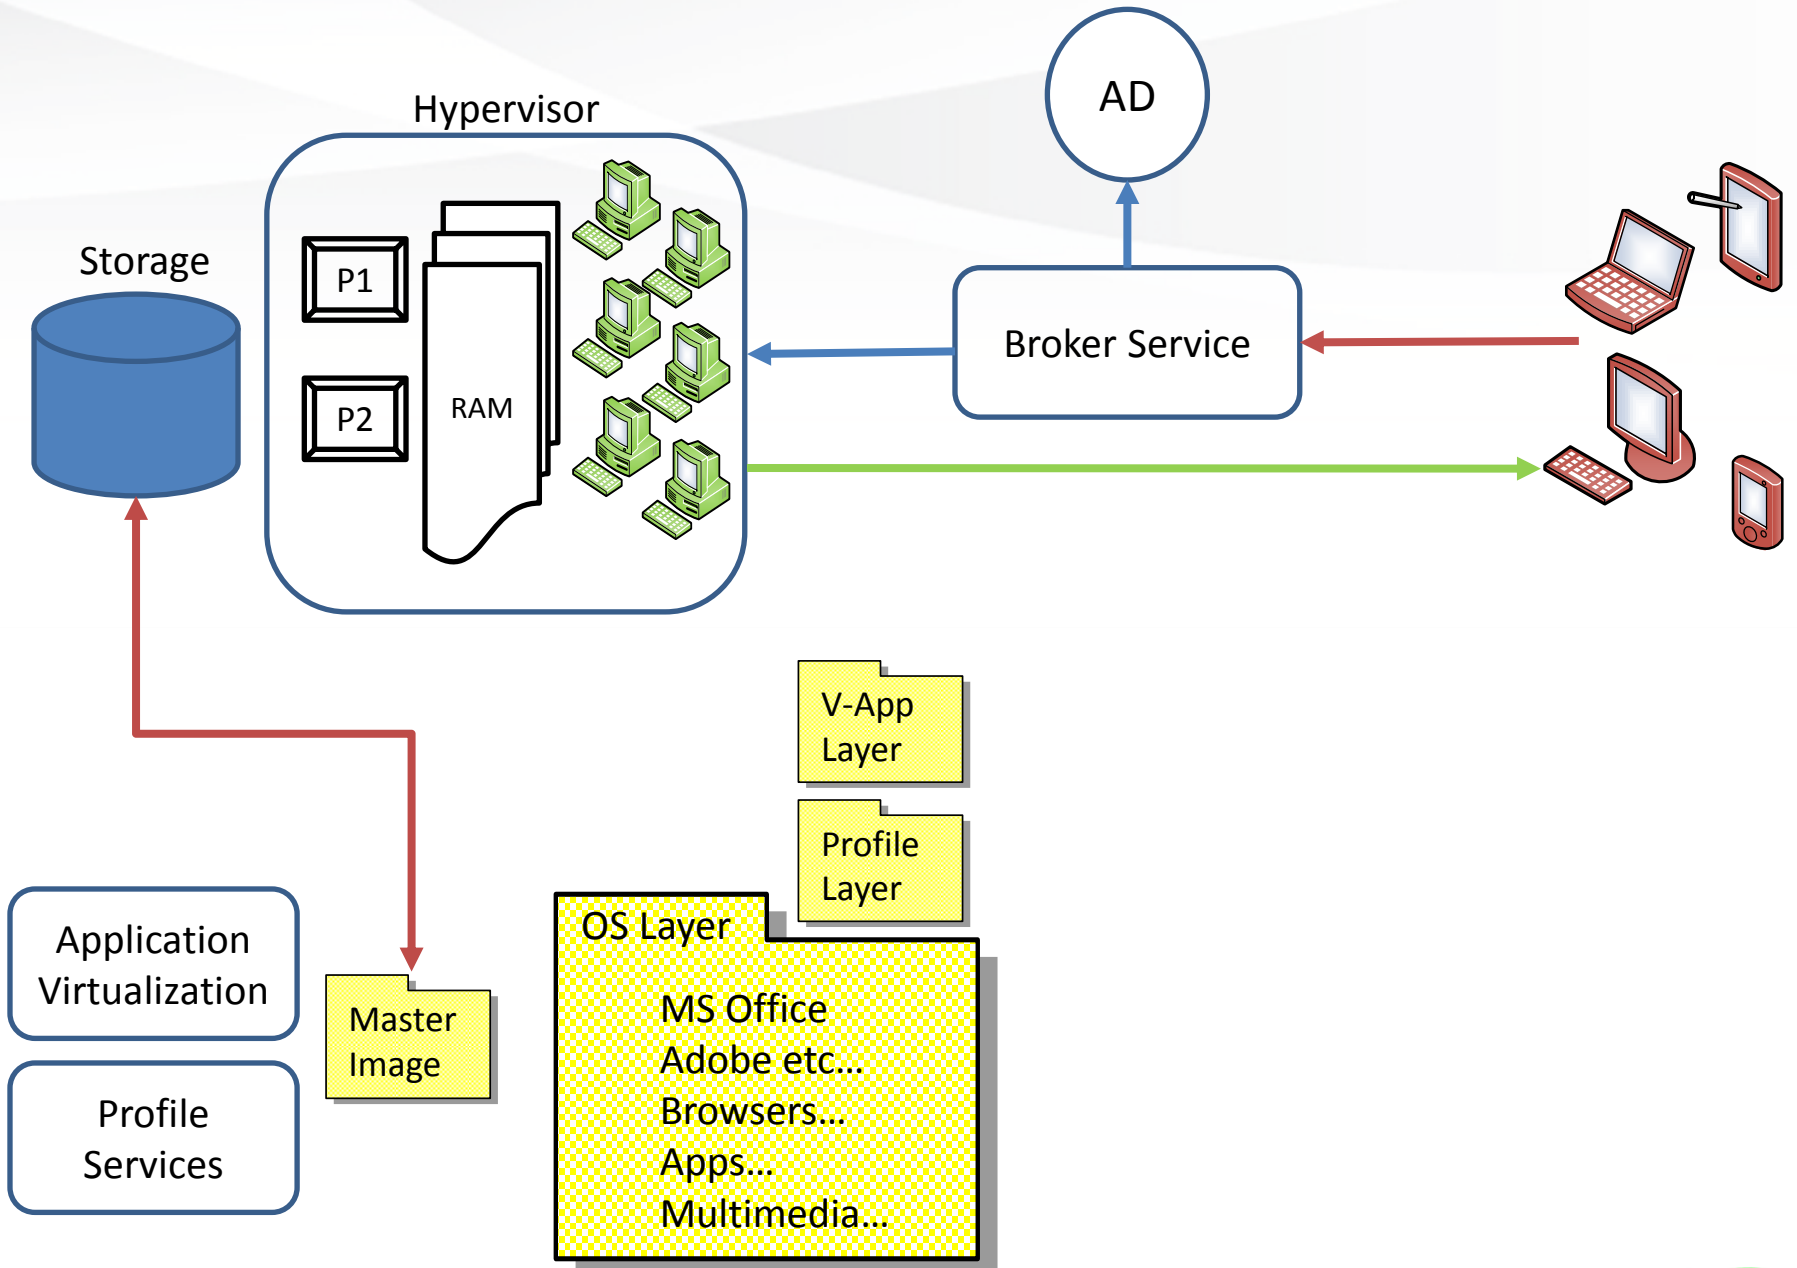 Hypervisor
AD
Storage
P1
P2
RAM
Broker Service
V-App
Layer
Profile
Layer
OS Layer
MS Office
Adobe etc...
Browsers...
Apps...
Multimedia...
Application
Virtualization
Master
Image
Profile
Services